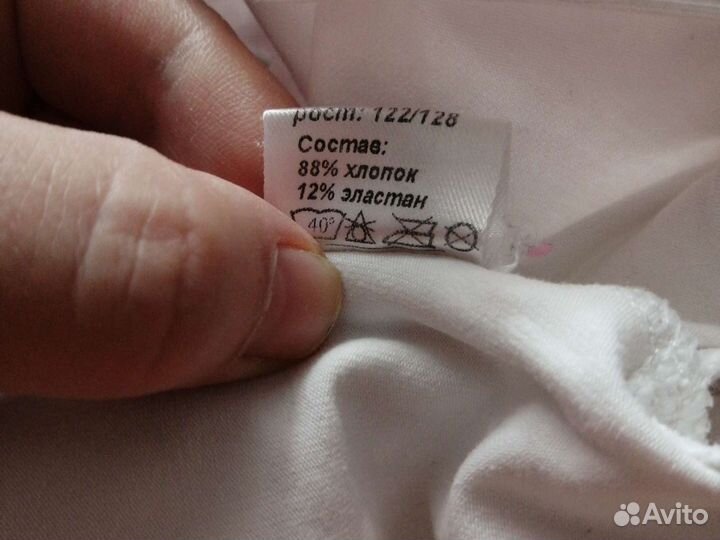 рост: 122/128
Состав:
88% хлопок
12% эластан
40°
Avito